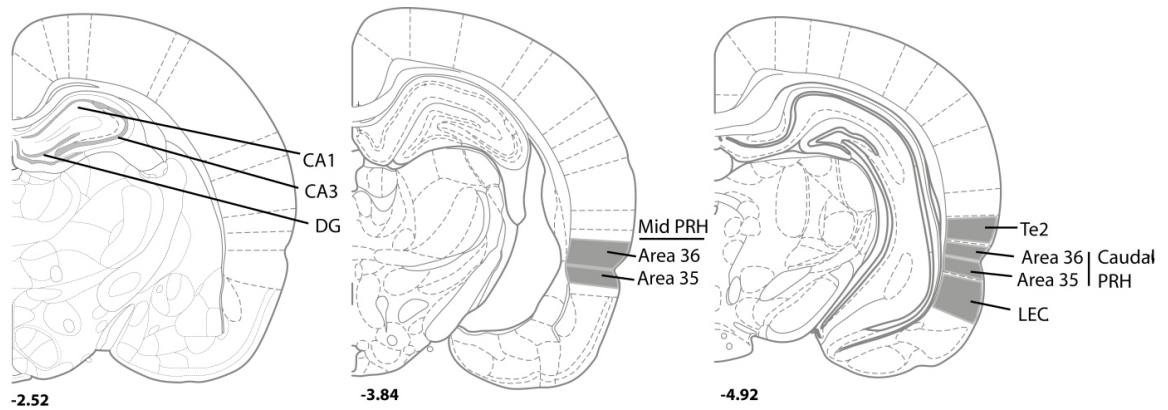 CA1
CA3
DG
-2.52
Mid PRH
Area 36
Area 35
-3.84
Te2
Area 36
Area 35
Caudal
PRH
LEC
-4.92